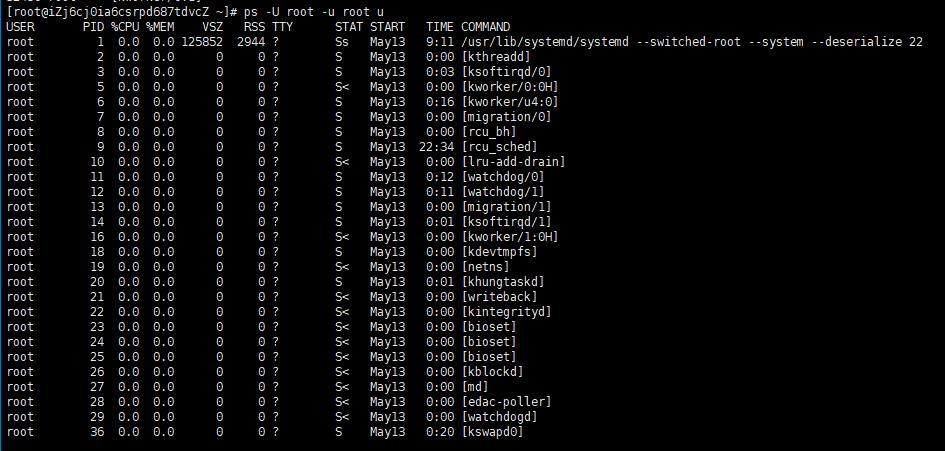 [root@iZj6cj0ia6csrpd687tdvcZ ~]# ps -U root -u root u
USER       PID %CPU %MEM    VSZ   RSS TTY      STAT START   TIME COMMAND
root         1  0.0  0.0 125852  2944 ?        Ss   May13   9:11 /usr/lib/systemd/systemd --switched-root --system --deserialize 22
root         2  0.0  0.0      0     0 ?        S    May13   0:00 [kthreadd]
root         3  0.0  0.0      0     0 ?        S    May13   0:03 [ksoftirqd/0]
root         5  0.0  0.0      0     0 ?        S<   May13   0:00 [kworker/0:0H]
root         6  0.0  0.0      0     0 ?        S    May13   0:16 [kworker/u4:0]
root         7  0.0  0.0      0     0 ?        S    May13   0:00 [migration/0]
root         8  0.0  0.0      0     0 ?        S    May13   0:00 [rcu_bh]
root         9  0.0  0.0      0     0 ?        S    May13  22:34 [rcu_sched]
root        10  0.0  0.0      0     0 ?        S<   May13   0:00 [lru-add-drain]
root        11  0.0  0.0      0     0 ?        S    May13   0:12 [watchdog/0]
root        12  0.0  0.0      0     0 ?        S    May13   0:11 [watchdog/1]
root        13  0.0  0.0      0     0 ?        S    May13   0:00 [migration/1]
root        14  0.0  0.0      0     0 ?        S    May13   0:01 [ksoftirqd/1]
root        16  0.0  0.0      0     0 ?        S<   May13   0:00 [kworker/1:0H]
root        18  0.0  0.0      0     0 ?        S    May13   0:00 [kdevtmpfs]
root        19  0.0  0.0      0     0 ?        S<   May13   0:00 [netns]
root        20  0.0  0.0      0     0 ?        S    May13   0:01 [khungtaskd]
root        21  0.0  0.0      0     0 ?        S<   May13   0:00 [writeback]
root        22  0.0  0.0      0     0 ?        S<   May13   0:00 [kintegrityd]
root        23  0.0  0.0      0     0 ?        S<   May13   0:00 [bioset]
root        24  0.0  0.0      0     0 ?        S<   May13   0:00 [bioset]
root        25  0.0  0.0      0     0 ?        S<   May13   0:00 [bioset]
root        26  0.0  0.0      0     0 ?        S<   May13   0:00 [kblockd]
root        27  0.0  0.0      0     0 ?        S<   May13   0:00 [md]
root        28  0.0  0.0      0     0 ?        S<   May13   0:00 [edac-poller]
root        29  0.0  0.0      0     0 ?        S<   May13   0:00 [watchdogd]
root        36  0.0  0.0      0     0 ?        S    May13   0:20 [kswapd0]